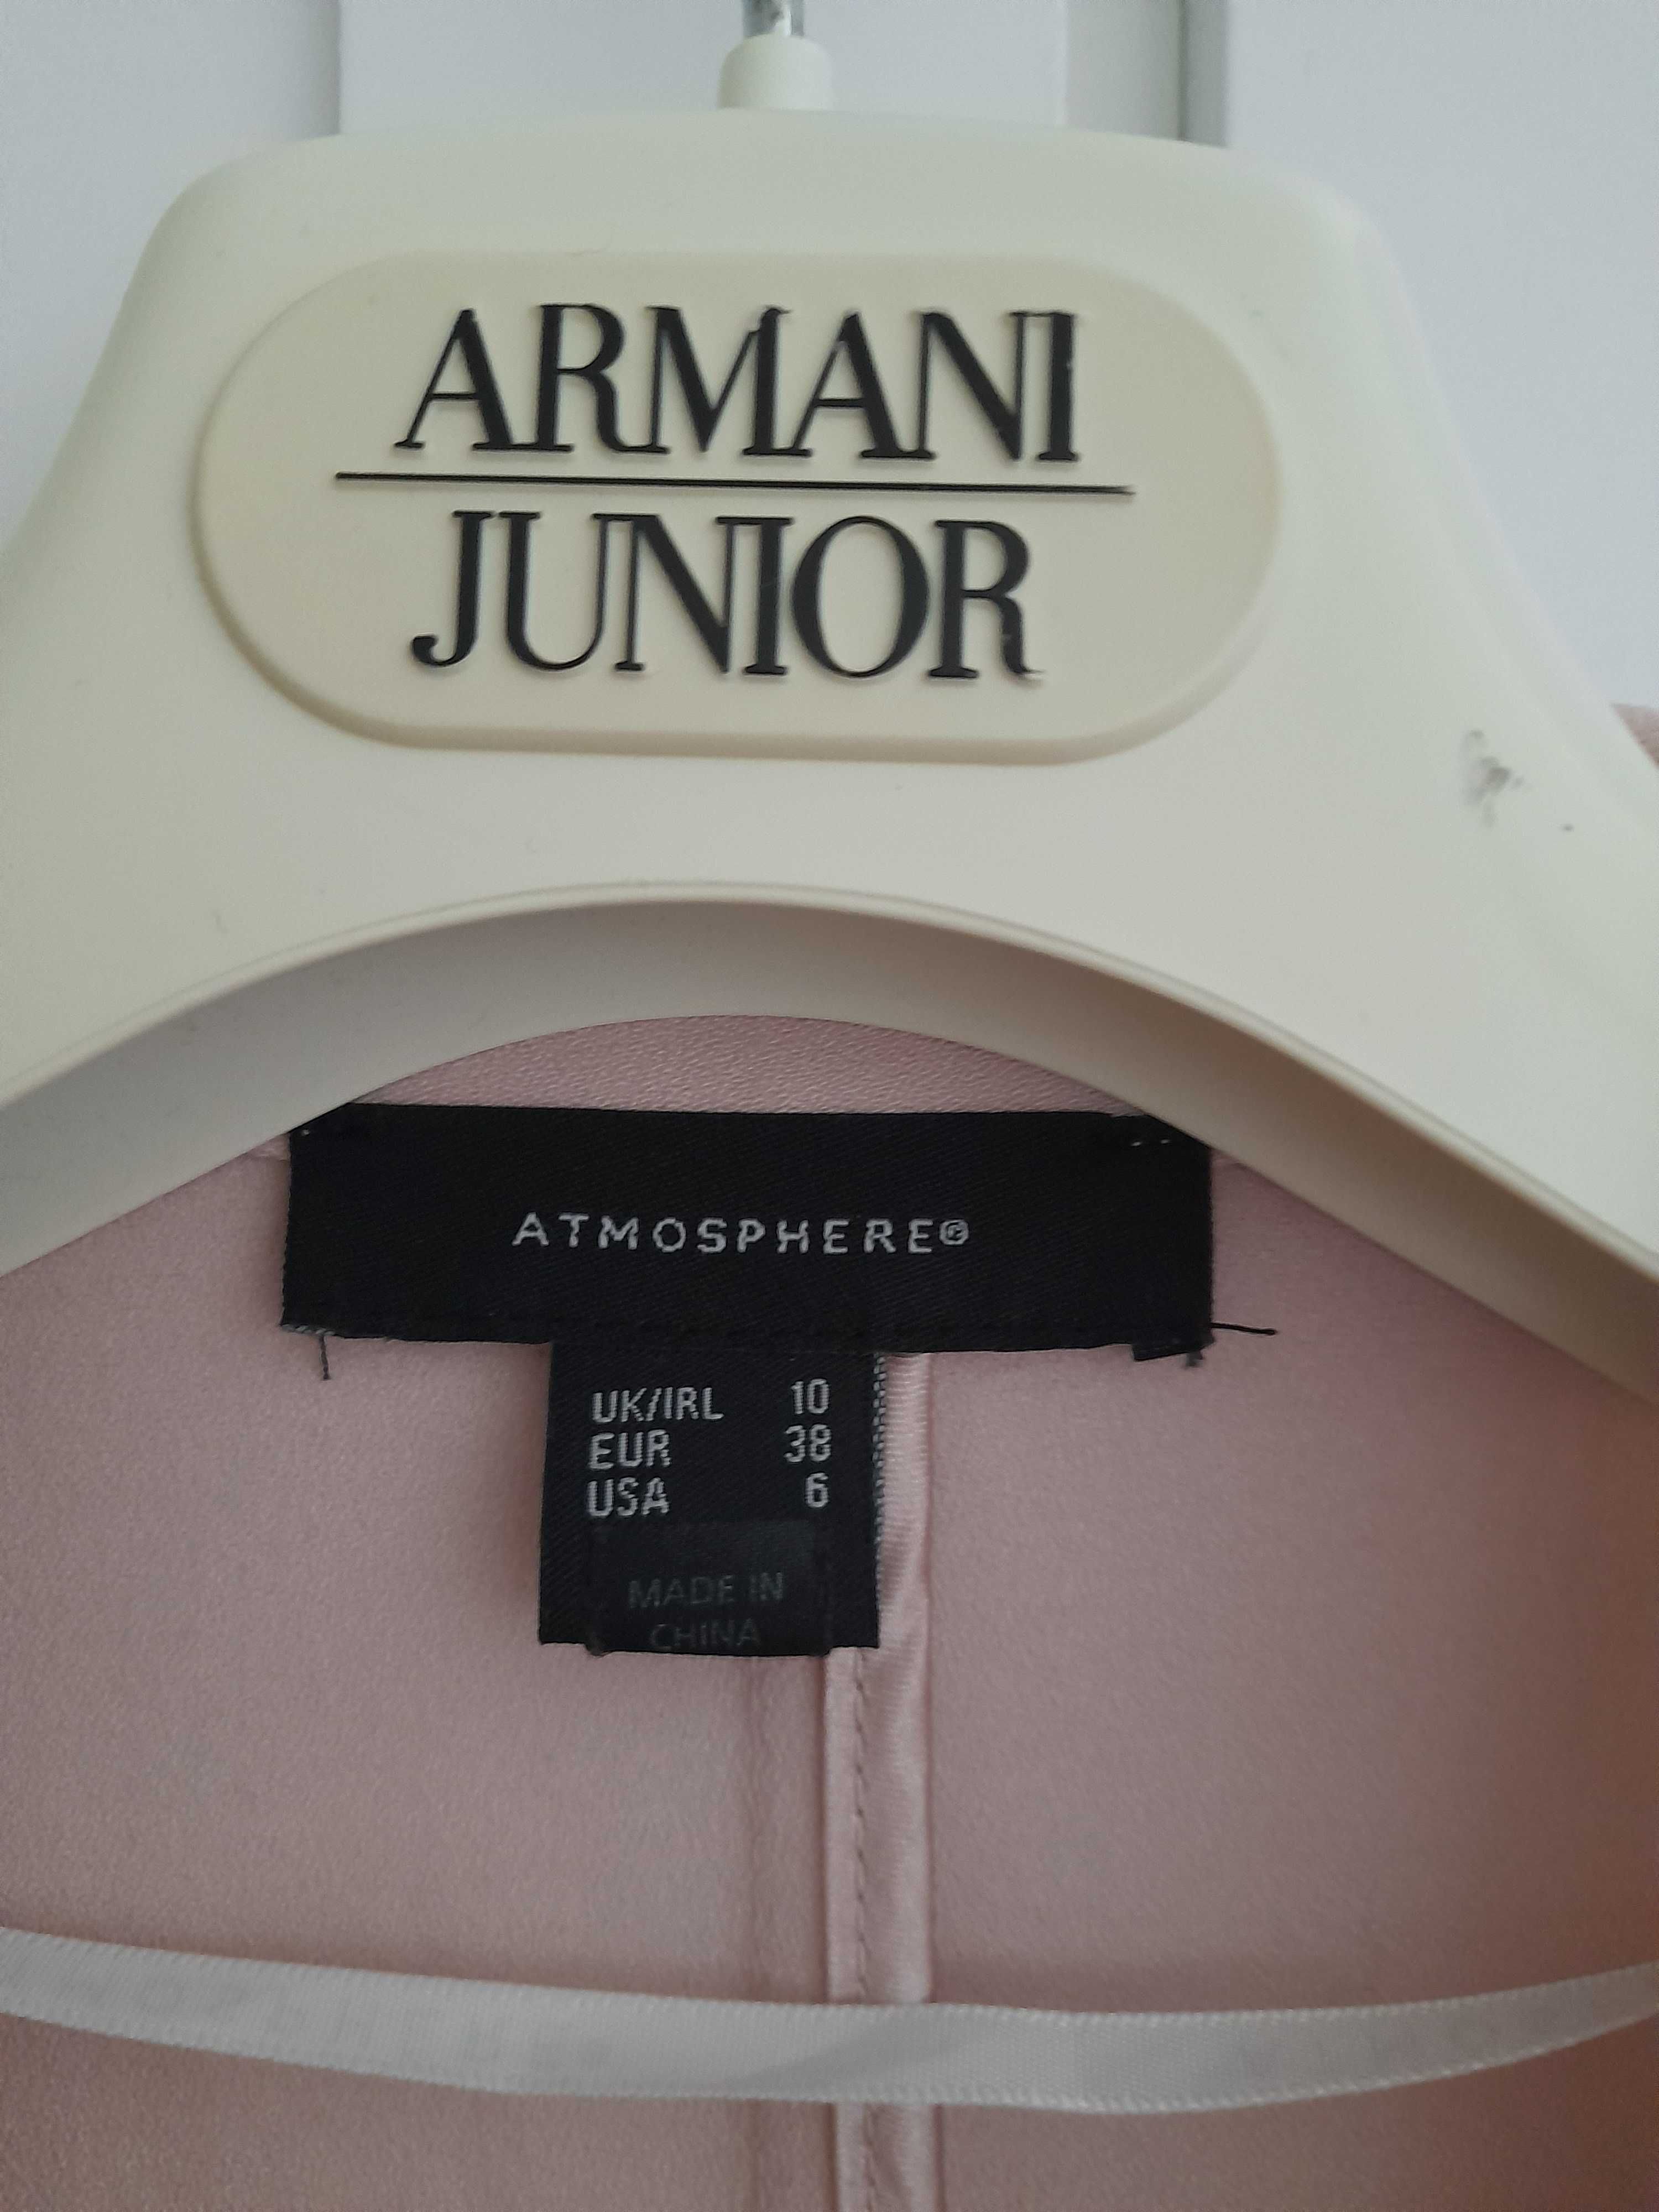 ARMANI
JUNIOR
ATMOSPHERE®
UK/IRL 10
EUR 38
USA 6
MADE IN
CHINA